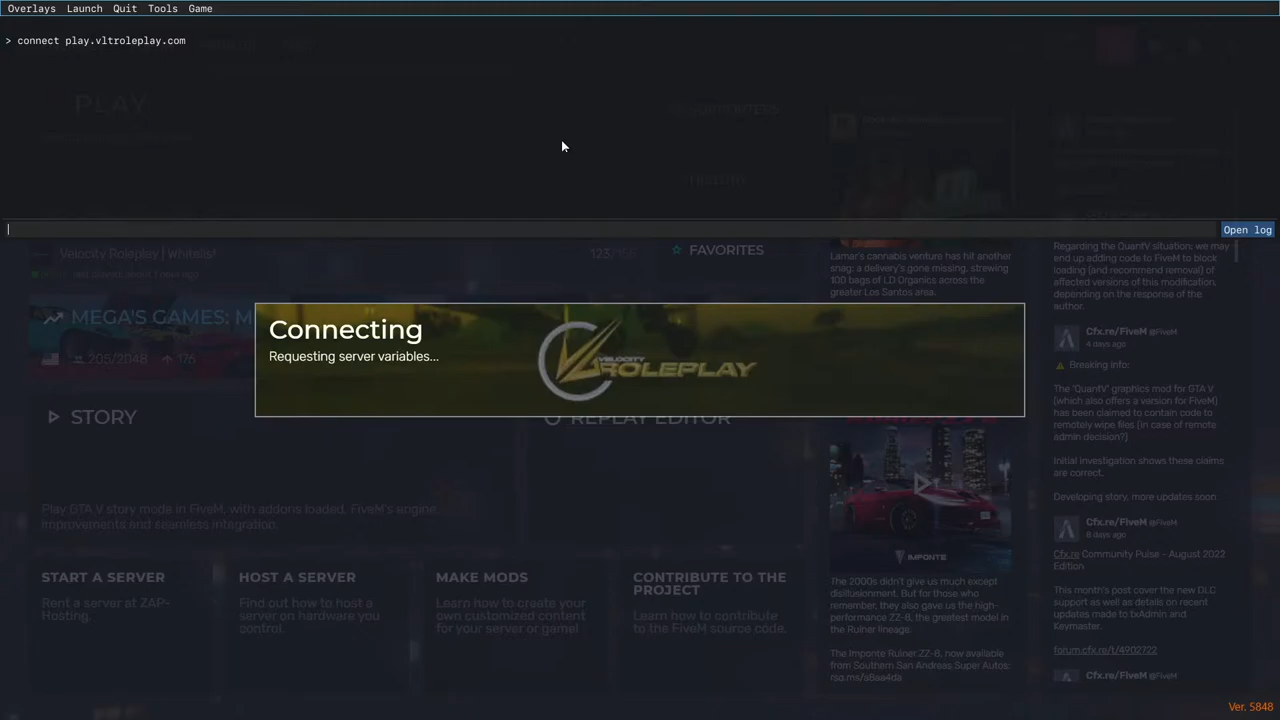 Overlays Launch Quit Tools Game
> connect play.vltroleplay.com
PLAY
HISTORY
Open log
Velocity Roleplay | Whitelist
123/156
FAVORITES
MEGA'S GAMES: M
205/2048 176
Connecting
Requesting server variables...
VELOCITY
ROLEPLAY
STORY
REPLAY EDITOR
Play GTA V story mode in FiveM, with addons loaded, FiveM's engine
improvements and seamless integration.
START A SERVER
Rent a server at ZAP-
Hosting.
HOST A SERVER
Find out how to host a
server on hardware you
control.
MAKE MODS
Learn how to create your
own customized content
for your server or game!
CONTRIBUTE TO THE
PROJECT
Learn how to contribute
to the FiveM source code.
Lamar's cannabis venture has hit another
snag: a delivery's gone missing, strewing
100 bags of LD Organics across the
greater Los Santos area.
IMPONTE
The 2000s didn't give us much except
disillusionment. But for those who
remember, they also gave us the high-
performance ZZ-8, the greatest model in
the Ruiner lineage.
The Imponte Ruiner ZZ-8, now available
from Southern San Andreas Super Autos:
rsg.ms/a8aa4da
Regarding the QuantV situation: we may
end up adding code to FiveM to block
loading (and recommend removal) of
affected versions of this modification,
depending on the response of the
author.
Cfx.re/FiveM @FiveM
4 days ago
Breaking info:
The 'QuantV' graphics mod for GTA V
(which also offers a version for FiveM)
has been claimed to contain code to
remotely wipe files (in case of remote
admin decision?)
Initial investigation shows these claims
are correct.
Developing story, more updates soon.
Cfx.re/FiveM @FiveM
8 days ago
Cfx.re Community Pulse - August 2022
Edition
This month's post cover the new DLC
support as well as details on recent
updates made to txAdmin and
Keymaster.
forum.cfx.re/t/4902722
Cfx.re/FiveM @FiveM
Ver. 5848